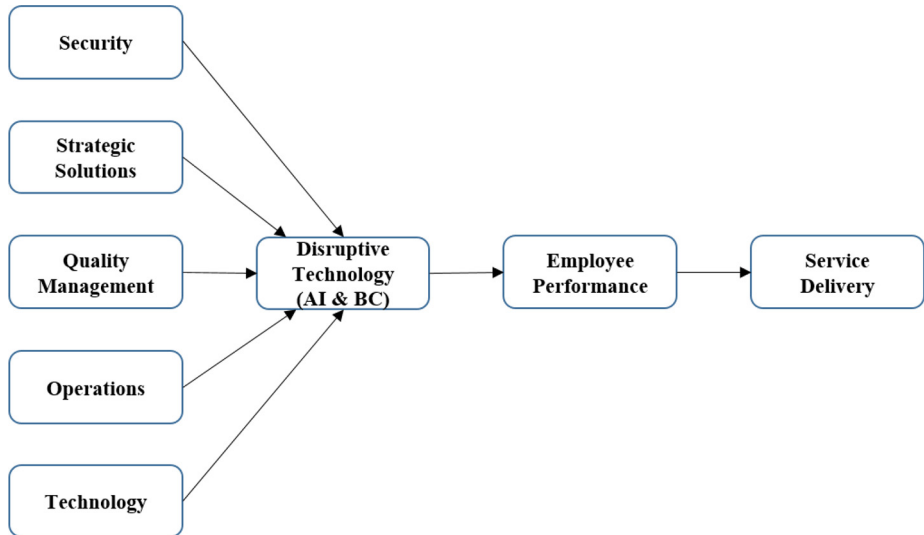 Security
Strategic
Solutions
Quality
Management
Operations
Technology
Disruptive
Technology
(AI & BC)
Employee
Performance
Service
Delivery